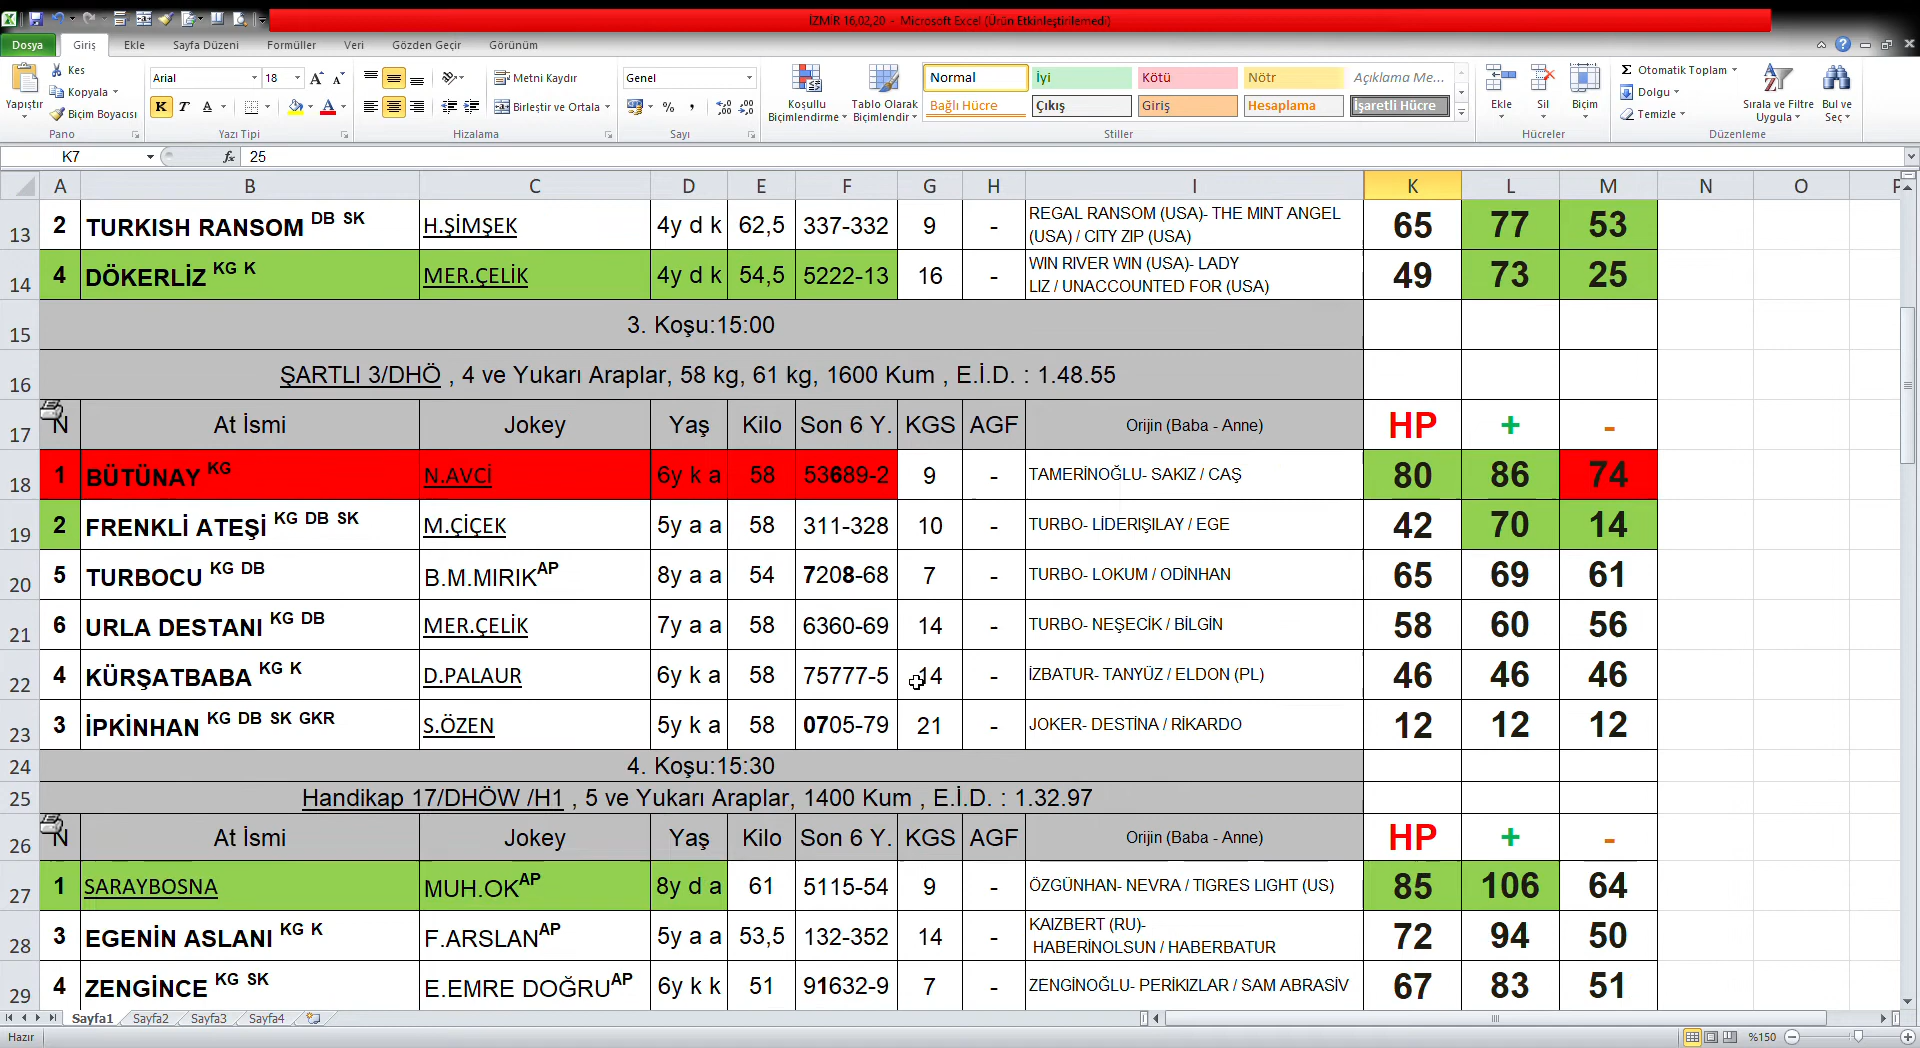 İZMİR 16,02,20 - Microsoft Excel (Ürün Etkinleştirilemedi)
Dosya Giriş Ekle Sayfa Düzeni Formüller Veri Gözden Geçir Görünüm
Yapıştır
Kes
Kopyala
Biçim Boyacısı
Pano
Arial 18
K T A
Yazı Tipi
Metni Kaydır
Birleştir ve Ortala
Hizalama
Genel
Sayı
Koşullu Biçimlendirme
Tablo Olarak Biçimlendir
Normal İyi Kötü Nötr Açıklama Me...
Bağlı Hücre Çıkış Giriş Hesaplama İşaretli Hücre
Stiller
Ekle Sil Biçim
Hücreler
Otomatik Toplam
Dolgu
Temizle
Sırala ve Filtre Uygula
Bul ve Seç
Düzenleme
K7 fx 25
A B C D E F G H I K L M N O P
13 2 TURKISH RANSOM DB SK H.ŞİMŞEK 4y d k 62,5 337-332 9 - REGAL RANSOM (USA)- THE MINT ANGEL (USA) / CITY ZIP (USA) 65 77 53
14 4 DÖKERLİZ KG K MER.ÇELİK 4y d k 54,5 5222-13 16 - WIN RIVER WIN (USA)- LADY LIZ / UNACCOUNTED FOR (USA) 49 73 25
15 3. Koşu:15:00
16 ŞARTLI 3/DHÖ , 4 ve Yukarı Araplar, 58 kg, 61 kg, 1600 Kum , E.İ.D. : 1.48.55
17 N At İsmi Jokey Yaş Kilo Son 6 Y. KGS AGF Orijin (Baba - Anne) HP + -
18 1 BÜTÜNAY KG N.AVCİ 6y k a 58 53689-2 9 - TAMERİNOĞLU- SAKIZ / CAŞ 80 86 74
19 2 FRENKLİ ATEŞİ KG DB SK M.ÇİÇEK 5y a a 58 311-328 10 - TURBO- LİDERIŞILAY / EGE 42 70 14
20 5 TURBOCU KG DB B.M.MIRIK AP 8y a a 54 7208-68 7 - TURBO- LOKUM / ODİNHAN 65 69 61
21 6 URLA DESTANI KG DB MER.ÇELİK 7y a a 58 6360-69 14 - TURBO- NEŞECİK / BİLGİN 58 60 56
22 4 KÜRŞATBABA KG K D.PALAUR 6y k a 58 75777-5 14 - İZBATUR- TANYÜZ / ELDON (PL) 46 46 46
23 3 İPKİNHAN KG DB SK GKR S.ÖZEN 5y k a 58 0705-79 21 - JOKER- DESTİNA / RİKARDO 12 12 12
24 4. Koşu:15:30
25 Handikap 17/DHÖW /H1 , 5 ve Yukarı Araplar, 1400 Kum , E.İ.D. : 1.32.97
26 N At İsmi Jokey Yaş Kilo Son 6 Y. KGS AGF Orijin (Baba - Anne) HP + -
27 1 SARAYBOSNA MUH.OK AP 8y d a 61 5115-54 9 - ÖZGÜNHAN- NEVRA / TIGRES LIGHT (US) 85 106 64
28 3 EGENİN ASLANI KG K F.ARSLAN AP 5y a a 53,5 132-352 14 - KAIZBERT (RU)- HABERİNOLSUN / HABERBATUR 72 94 50
29 4 ZENGİNCE KG SK E.EMRE DOĞRU AP 6y k k 51 91632-9 7 - ZENGİNOĞLU- PERİKIZLAR / SAM ABRASİV 67 83 51
Sayfa1 Sayfa2 Sayfa3 Sayfa4
Hazır %150